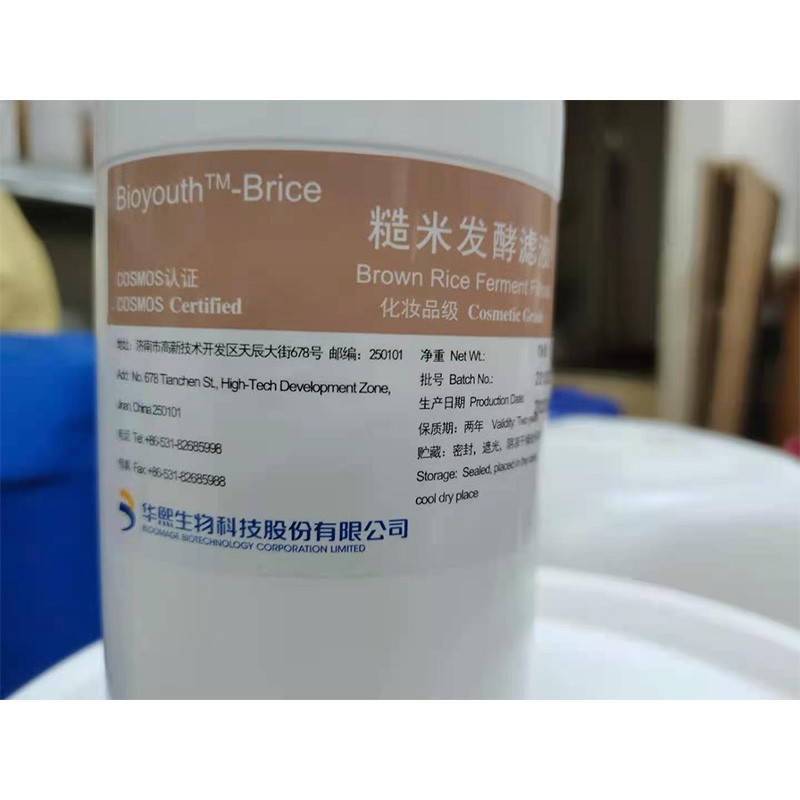 Bioyouth™-Brice
糙米发酵滤液
Brown Rice Ferment
COSMOS认证
COSMOS Certified
化妆品级 Cosmetic Grade
地址: 济南市高新技术开发区天辰大街678号 邮编: 250101
Add: No. 678 Tianchen St., High-Tech Development Zone,
Jinan, China 250101
电话 Tel: +86-531-82685998
传真 Fax: +86-531-82685988
净重 Net Wt.:
批号 Batch No.:
生产日期 Production Date:
保质期: 两年 Validity: Two years
贮藏: 密封, 遮光,
Storage: Sealed, placed in the
cool dry place
华熙生物科技股份有限公司
BLOOMAGE BIOTECHNOLOGY CORPORATION LIMITED